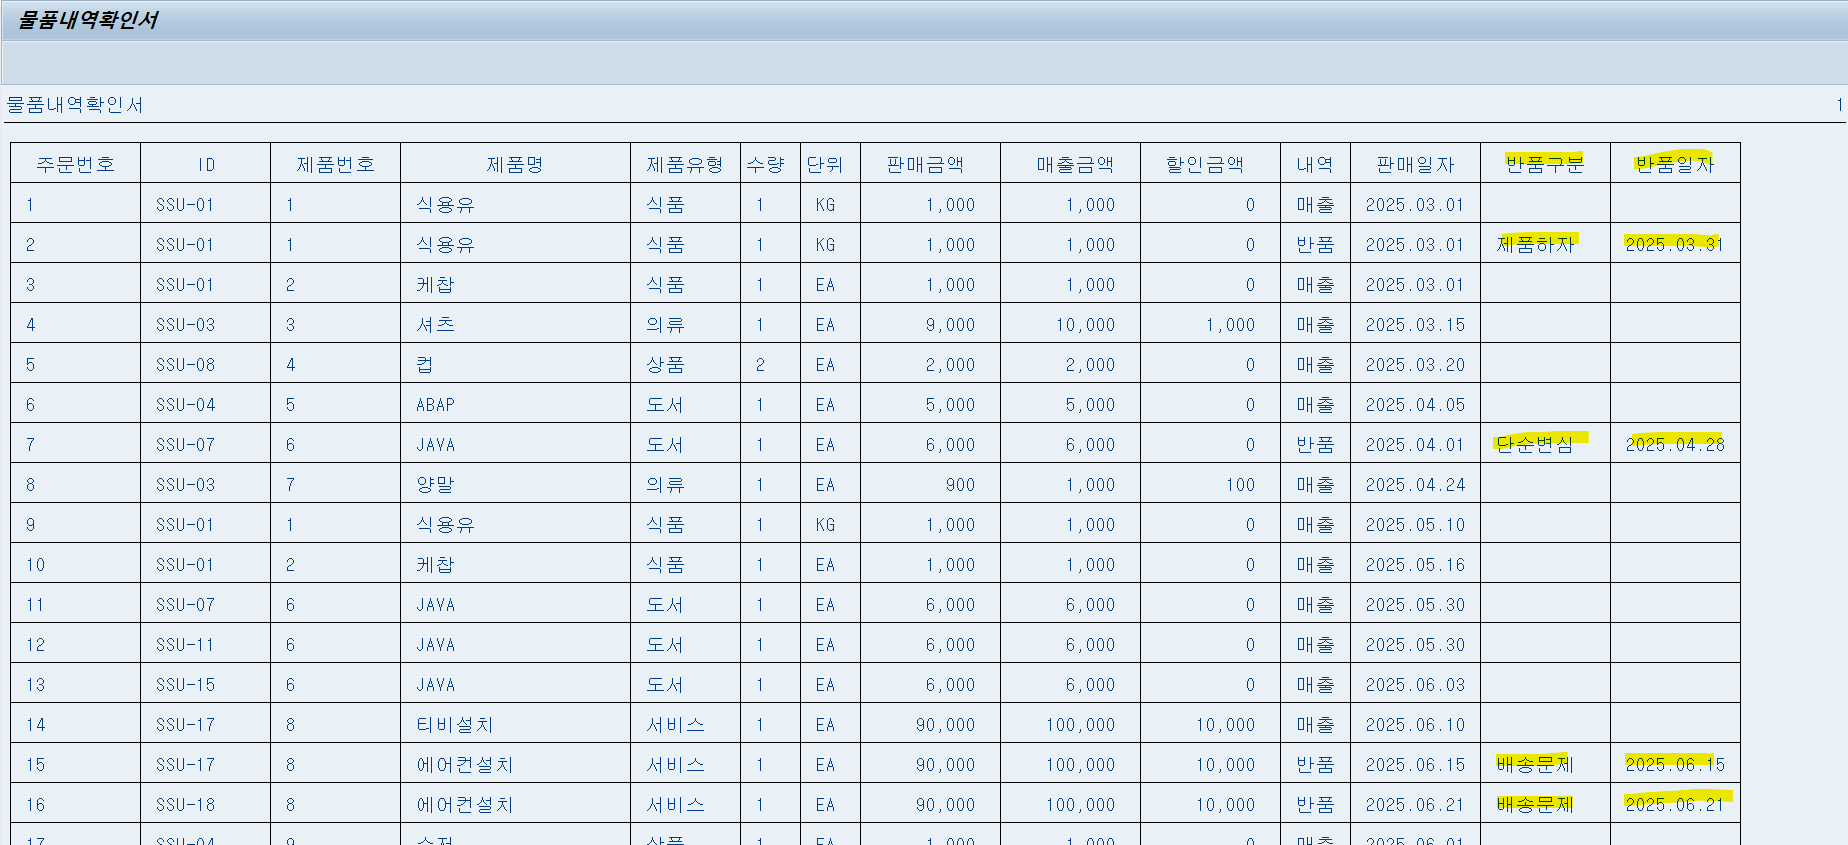 물품내역확인서
물품내역확인서 1
주문번호 ID 제품번호 제품명 제품유형 수량 단위 판매금액 매출금액 할인금액 내역 판매일자 반품구분 반품일자
1 SSU-01 1 식용유 식품 1 KG 1,000 1,000 0 매출 2025.03.01
2 SSU-01 1 식용유 식품 1 KG 1,000 1,000 0 반품 2025.03.01 제품하자 2025.03.31
3 SSU-01 2 케찹 식품 1 EA 1,000 1,000 0 매출 2025.03.01
4 SSU-03 3 셔츠 의류 1 EA 9,000 10,000 1,000 매출 2025.03.15
5 SSU-08 4 컵 상품 2 EA 2,000 2,000 0 매출 2025.03.20
6 SSU-04 5 ABAP 도서 1 EA 5,000 5,000 0 매출 2025.04.05
7 SSU-07 6 JAVA 도서 1 EA 6,000 6,000 0 반품 2025.04.01 단순변심 2025.04.28
8 SSU-03 7 양말 의류 1 EA 900 1,000 100 매출 2025.04.24
9 SSU-01 1 식용유 식품 1 KG 1,000 1,000 0 매출 2025.05.10
10 SSU-01 2 케찹 식품 1 EA 1,000 1,000 0 매출 2025.05.16
11 SSU-07 6 JAVA 도서 1 EA 6,000 6,000 0 매출 2025.05.30
12 SSU-11 6 JAVA 도서 1 EA 6,000 6,000 0 매출 2025.05.30
13 SSU-15 6 JAVA 도서 1 EA 6,000 6,000 0 매출 2025.06.03
14 SSU-17 8 티비설치 서비스 1 EA 90,000 100,000 10,000 매출 2025.06.10
15 SSU-17 8 에어컨설치 서비스 1 EA 90,000 100,000 10,000 반품 2025.06.15 배송문제 2025.06.15
16 SSU-18 8 에어컨설치 서비스 1 EA 90,000 100,000 10,000 반품 2025.06.21 배송문제 2025.06.21
17 SSU-04 9 1 EA 1,000 1,000 0 매출 2025.06.01